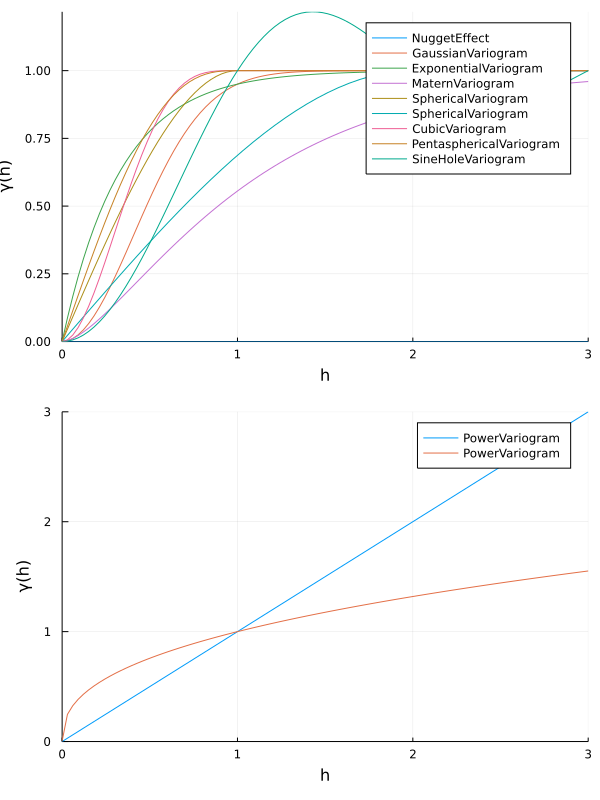 1.00
0.75
0.50
0.25
0.00
γ(h)
NuggetEffect
GaussianVariogram
ExponentialVariogram
MaternVariogram
SphericalVariogram
SphericalVariogram
CubicVariogram
PentasphericalVariogram
SineHoleVariogram
0 1 2 3
h
3
2
1
0
γ(h)
PowerVariogram
PowerVariogram
0 1 2 3
h